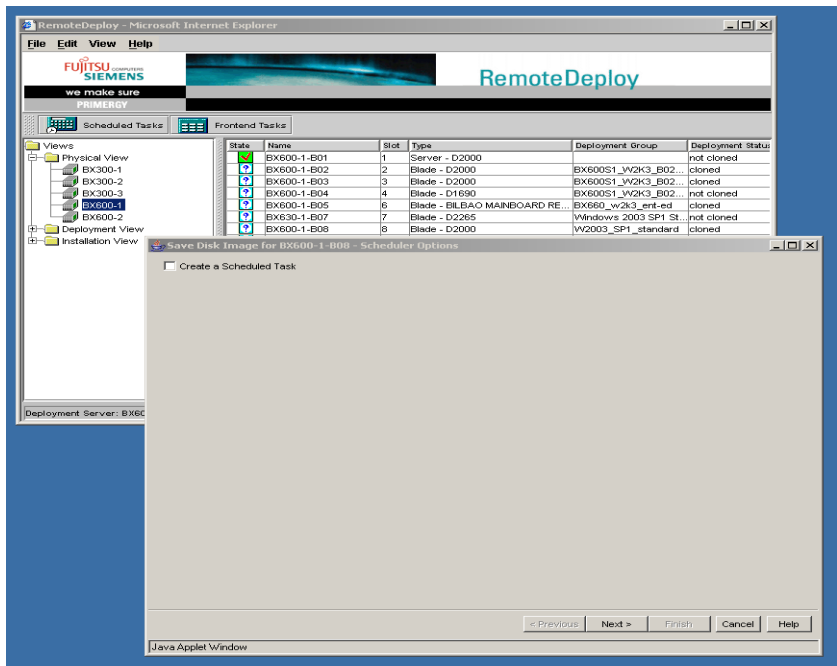 RemoteDeploy - Microsoft Internet Explorer
File Edit View Help
FUJITSU COMPUTERS
SIEMENS
we make sure
PRIMERGY
RemoteDeploy
Scheduled Tasks Frontend Tasks
Views
Physical View
BX300-1
BX300-2
BX300-3
BX600-1
BX600-2
Deployment View
Installation View
State Name Slot Type Deployment Group Deployment Status
BX600-1-B01 1 Server - D2000 not cloned
BX600-1-B02 2 Blade - D2000 BX600S1_W2K3_B02... cloned
BX600-1-B03 3 Blade - D2000 BX600S1_W2K3_B02... cloned
BX600-1-B04 4 Blade - D1690 BX600S1_W2K3_B02... not cloned
BX600-1-B05 6 Blade - BILBAO MAINBOARD RE... BX660_w2k3_ent-ed cloned
BX630-1-B07 7 Blade - D2265 Windows 2003 SP1 St... not cloned
BX600-1-B08 8 Blade - D2000 W2003_SP1_standard cloned
Deployment Server: BX60
Save Disk Image for BX600-1-B08 - Scheduler Options
Create a Scheduled Task
< Previous Next > Finish Cancel Help
Java Applet Window